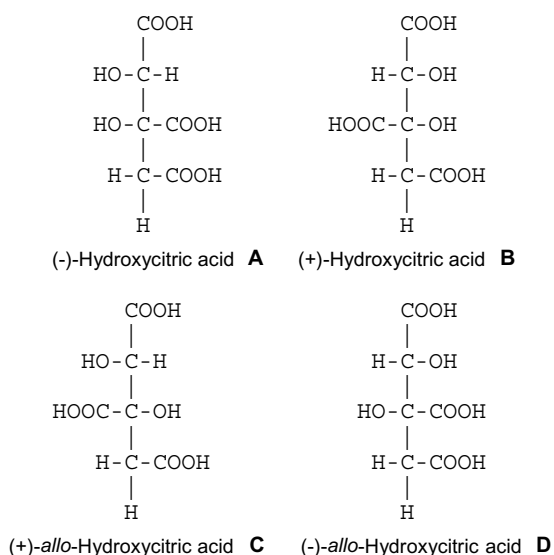 COOH
HO-C-H
HO-C-COOH
H-C-COOH
H
(-)-Hydroxycitric acid A
COOH
H-C-OH
HOOC-C-OH
H-C-COOH
H
(+)-Hydroxycitric acid B
COOH
HO-C-H
HOOC-C-OH
H-C-COOH
H
(+)-allo-Hydroxycitric acid C
COOH
H-C-OH
HO-C-COOH
H-C-COOH
H
(-)-allo-Hydroxycitric acid D